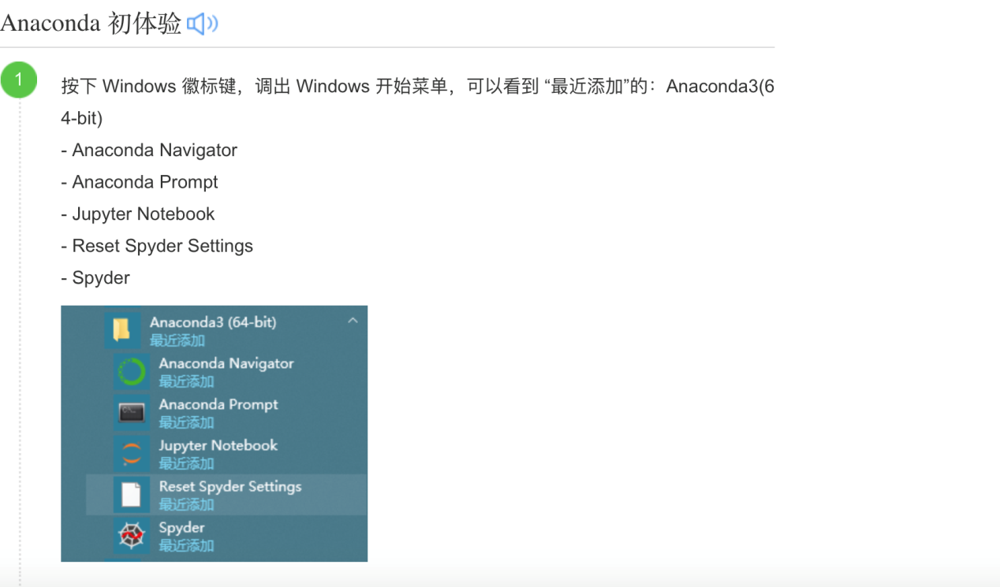 Anaconda 初体验
1
按下 Windows 徽标键，调出 Windows 开始菜单，可以看到 “最近添加”的：Anaconda3(6
4-bit)
- Anaconda Navigator
- Anaconda Prompt
- Jupyter Notebook
- Reset Spyder Settings
- Spyder
Anaconda3 (64-bit)
最近添加
Anaconda Navigator
最近添加
Anaconda Prompt
最近添加
Jupyter Notebook
最近添加
Reset Spyder Settings
最近添加
Spyder
最近添加